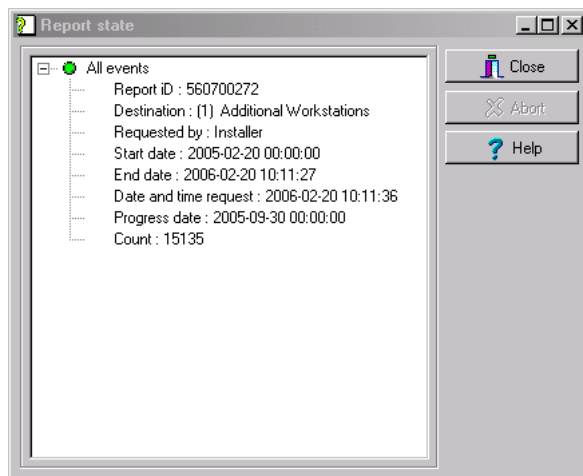 Report state
All events
Report iD : 560700272
Destination : (1) Additional Workstations
Requested by : Installer
Start date : 2005-02-20 00:00:00
End date : 2006-02-20 10:11:27
Date and time request : 2006-02-20 10:11:36
Progress date : 2005-09-30 00:00:00
Count : 15135
Close
Abort
Help